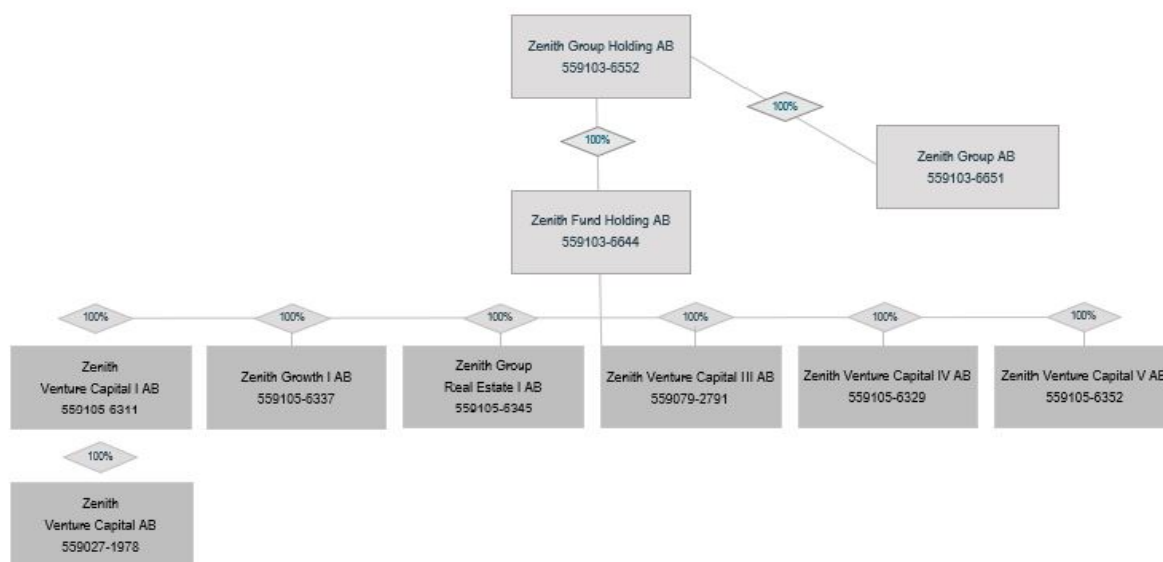 Zenith Group Holding AB
559103-6552
100%
100%
Zenith Group AB
559103-6651
Zenith Fund Holding AB
559103-6644
100%
100%
100%
100%
100%
100%
Zenith
Venture Capital I AB
559105-6311
Zenith Growth I AB
559105-6337
Zenith Group
Real Estate I AB
559105-6345
Zenith Venture Capital III AB
559079-2791
Zenith Venture Capital IV AB
559105-6329
Zenith Venture Capital V AB
559105-6352
100%
Zenith
Venture Capital AB
559027-1978